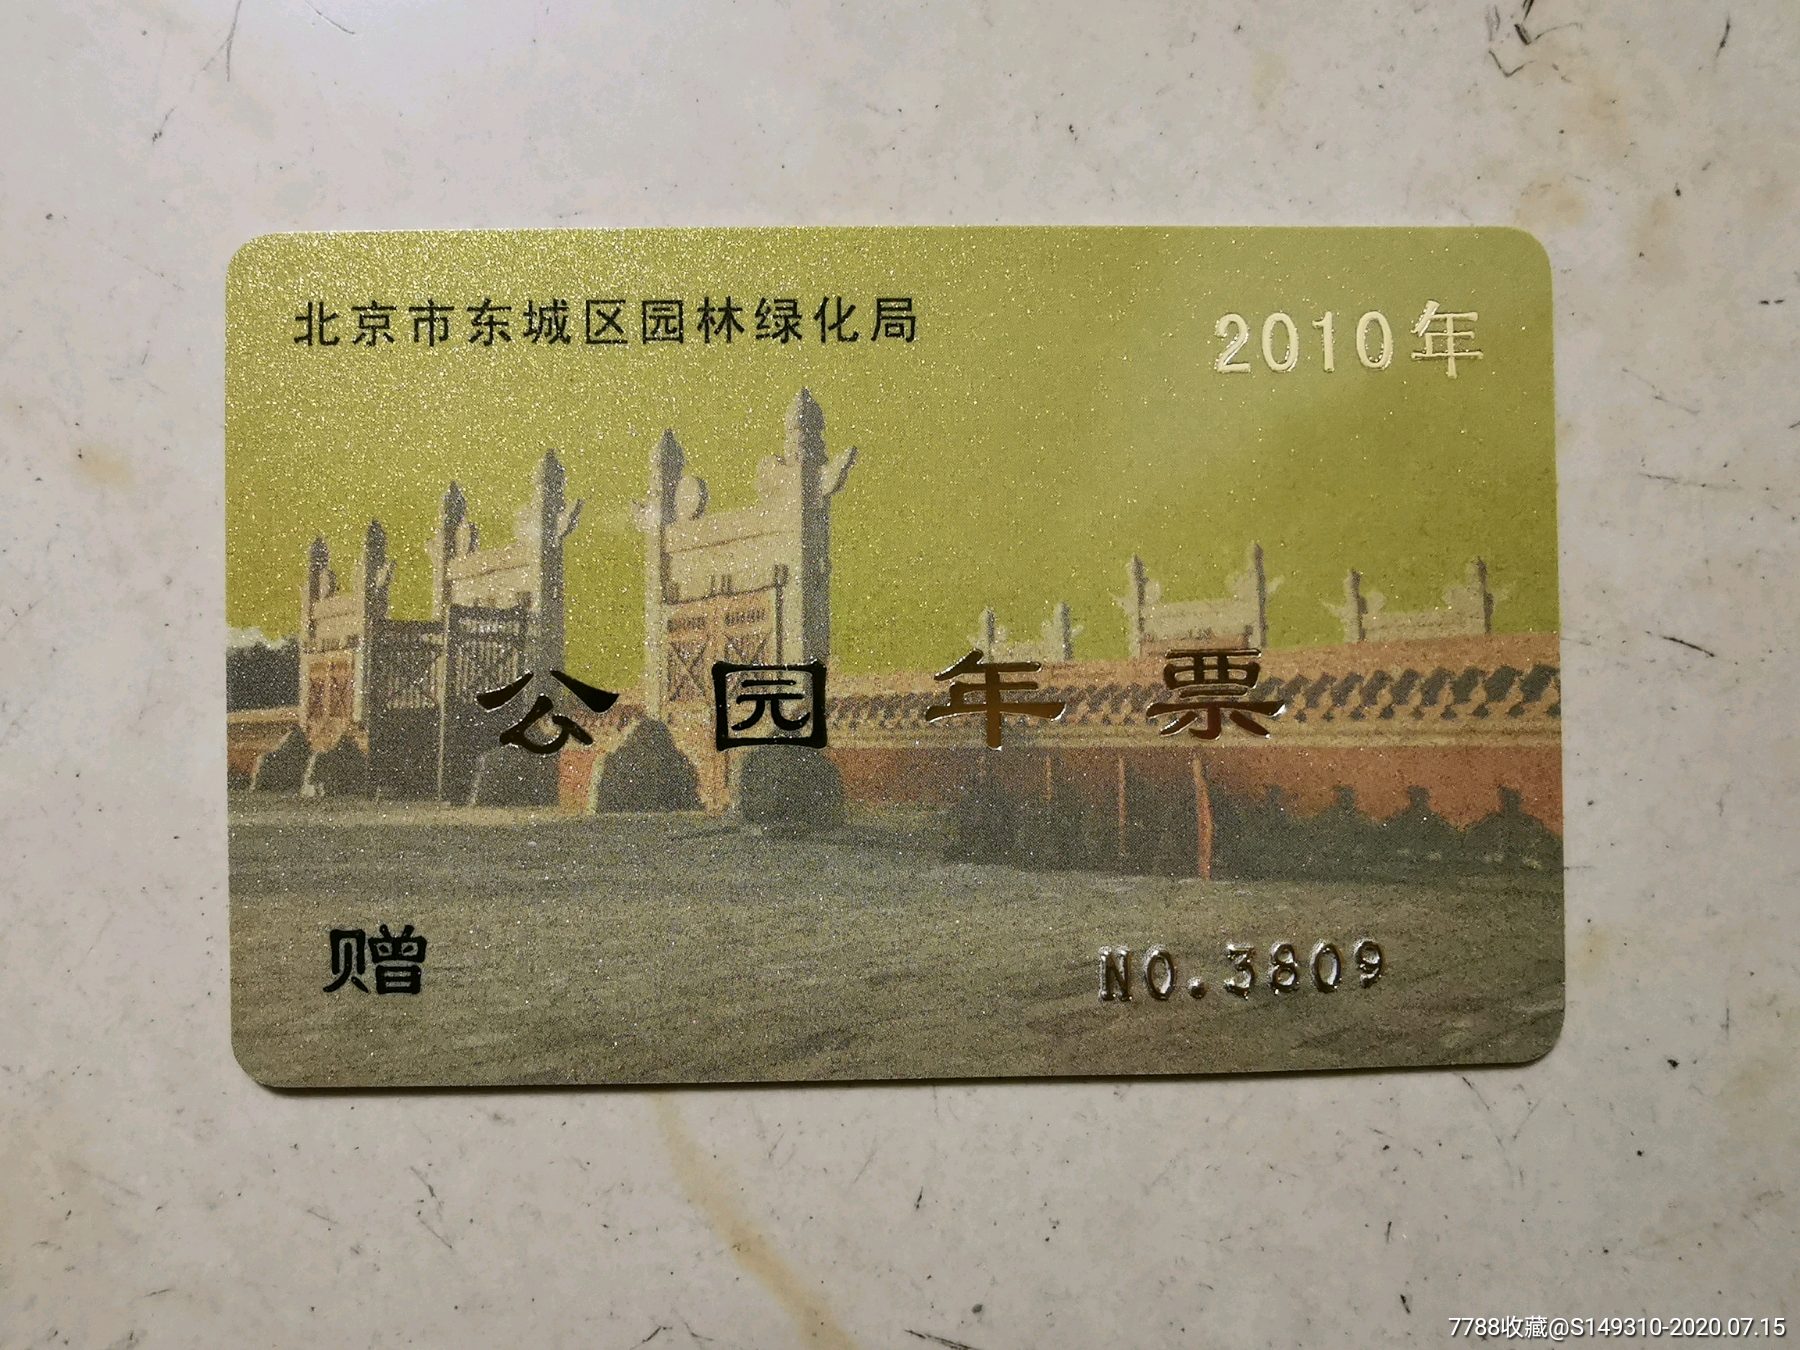 北京市东城区园林绿化局
2010年
公园年票
赠
NO.3809
7788收藏@S149310-2020.07.15